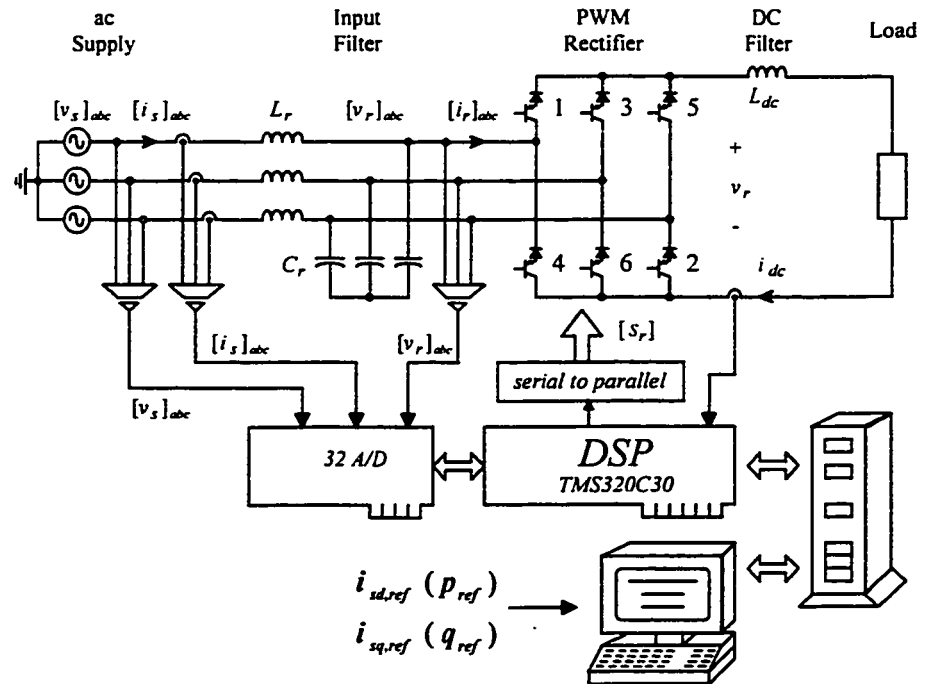 ac Supply
Input Filter
PWM Rectifier
DC Filter
Load
[v_s]_abc
[i_s]_abc
L_r
[v_r]_abc
[i_r]_abc
1
3
5
L_dc
+
v_r
-
C_r
4
6
2
i_dc
[i_s]_abc
[v_r]_abc
[s_r]
[v_s]_abc
serial to parallel
32 A/D
DSP
TMS320C30
i_sd,ref (p_ref)
i_sq,ref (q_ref)